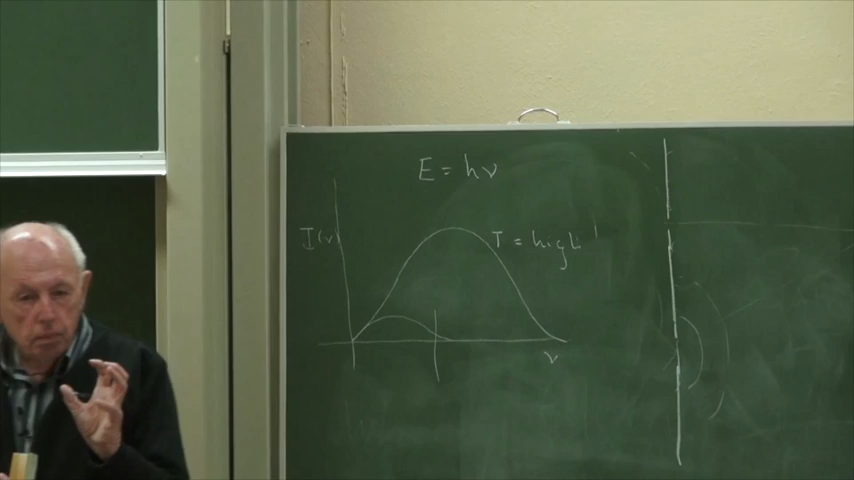 E = hν
I(ν)
T = high
ν